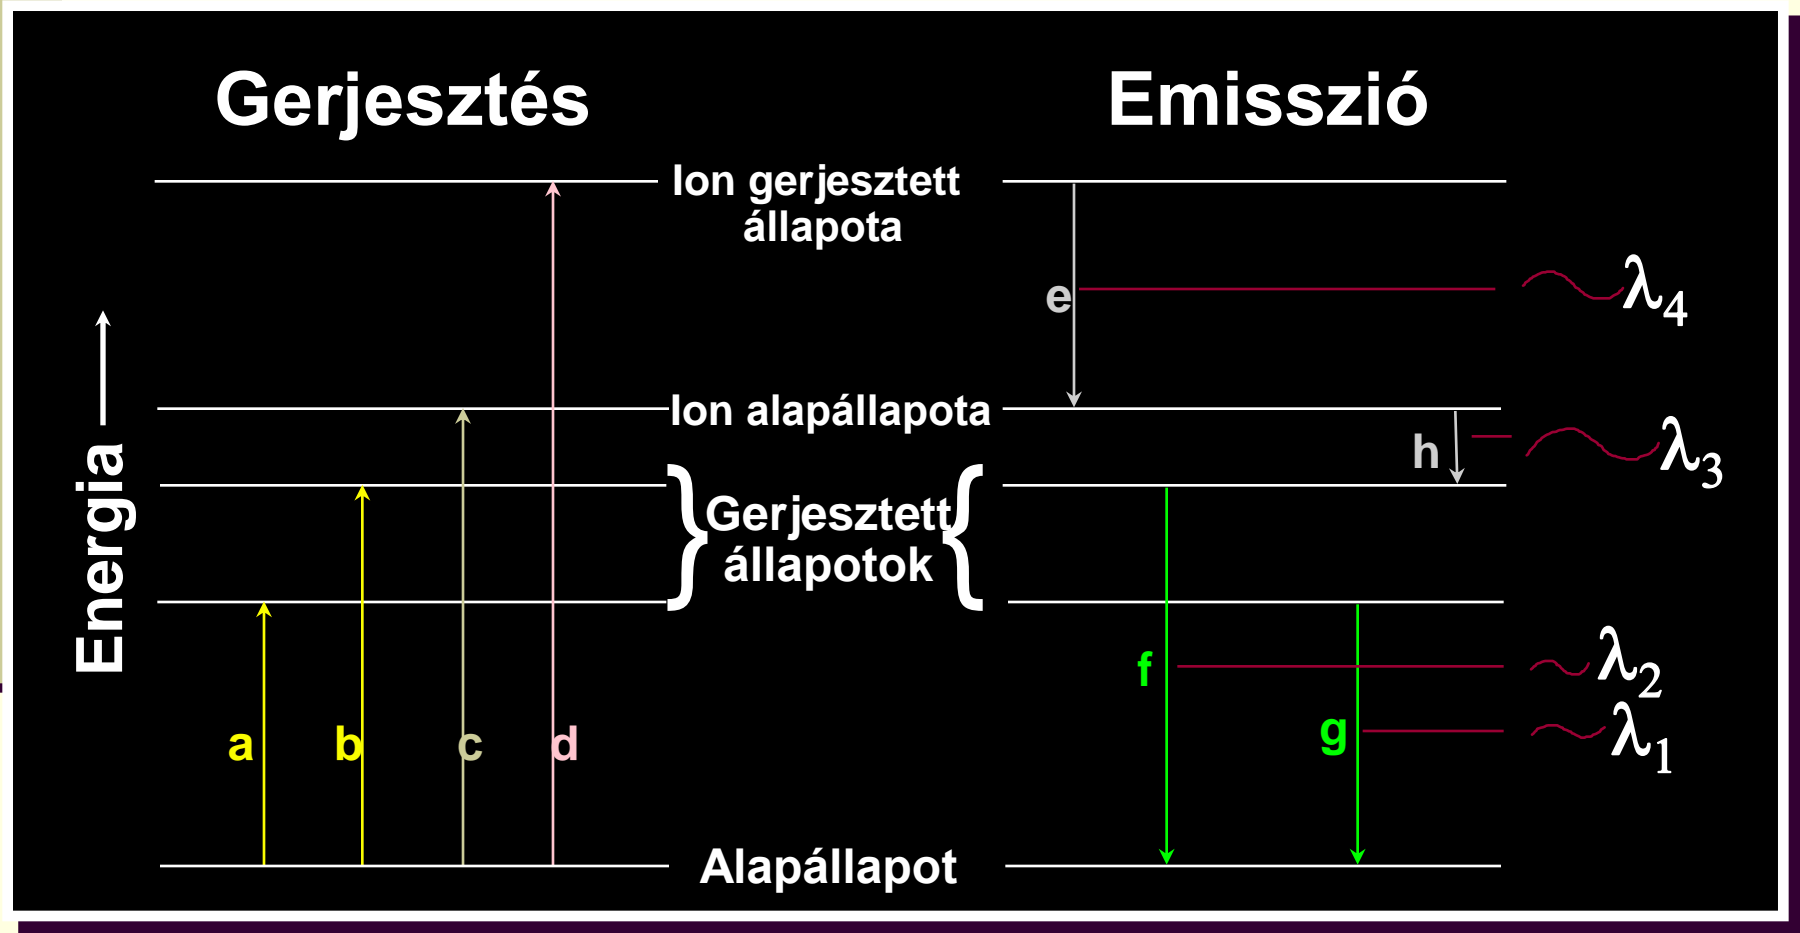 Gerjesztés
Emisszió
Ion gerjesztett
állapota
e
λ4
Energia
Ion alapállapota
h
λ3
Gerjesztett
állapotok
f
λ2
a
b
c
d
g
λ1
Alapállapot